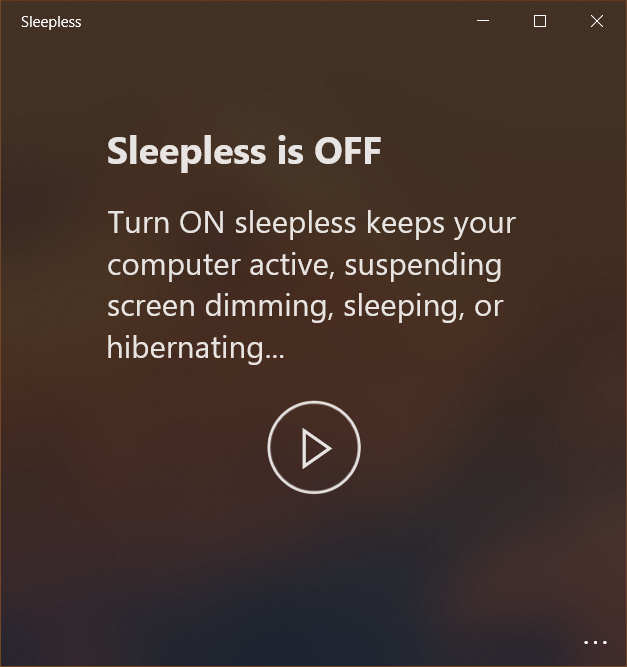 Sleepless
Sleepless is OFF
Turn ON sleepless keeps your
computer active, suspending
screen dimming, sleeping, or
hibernating...